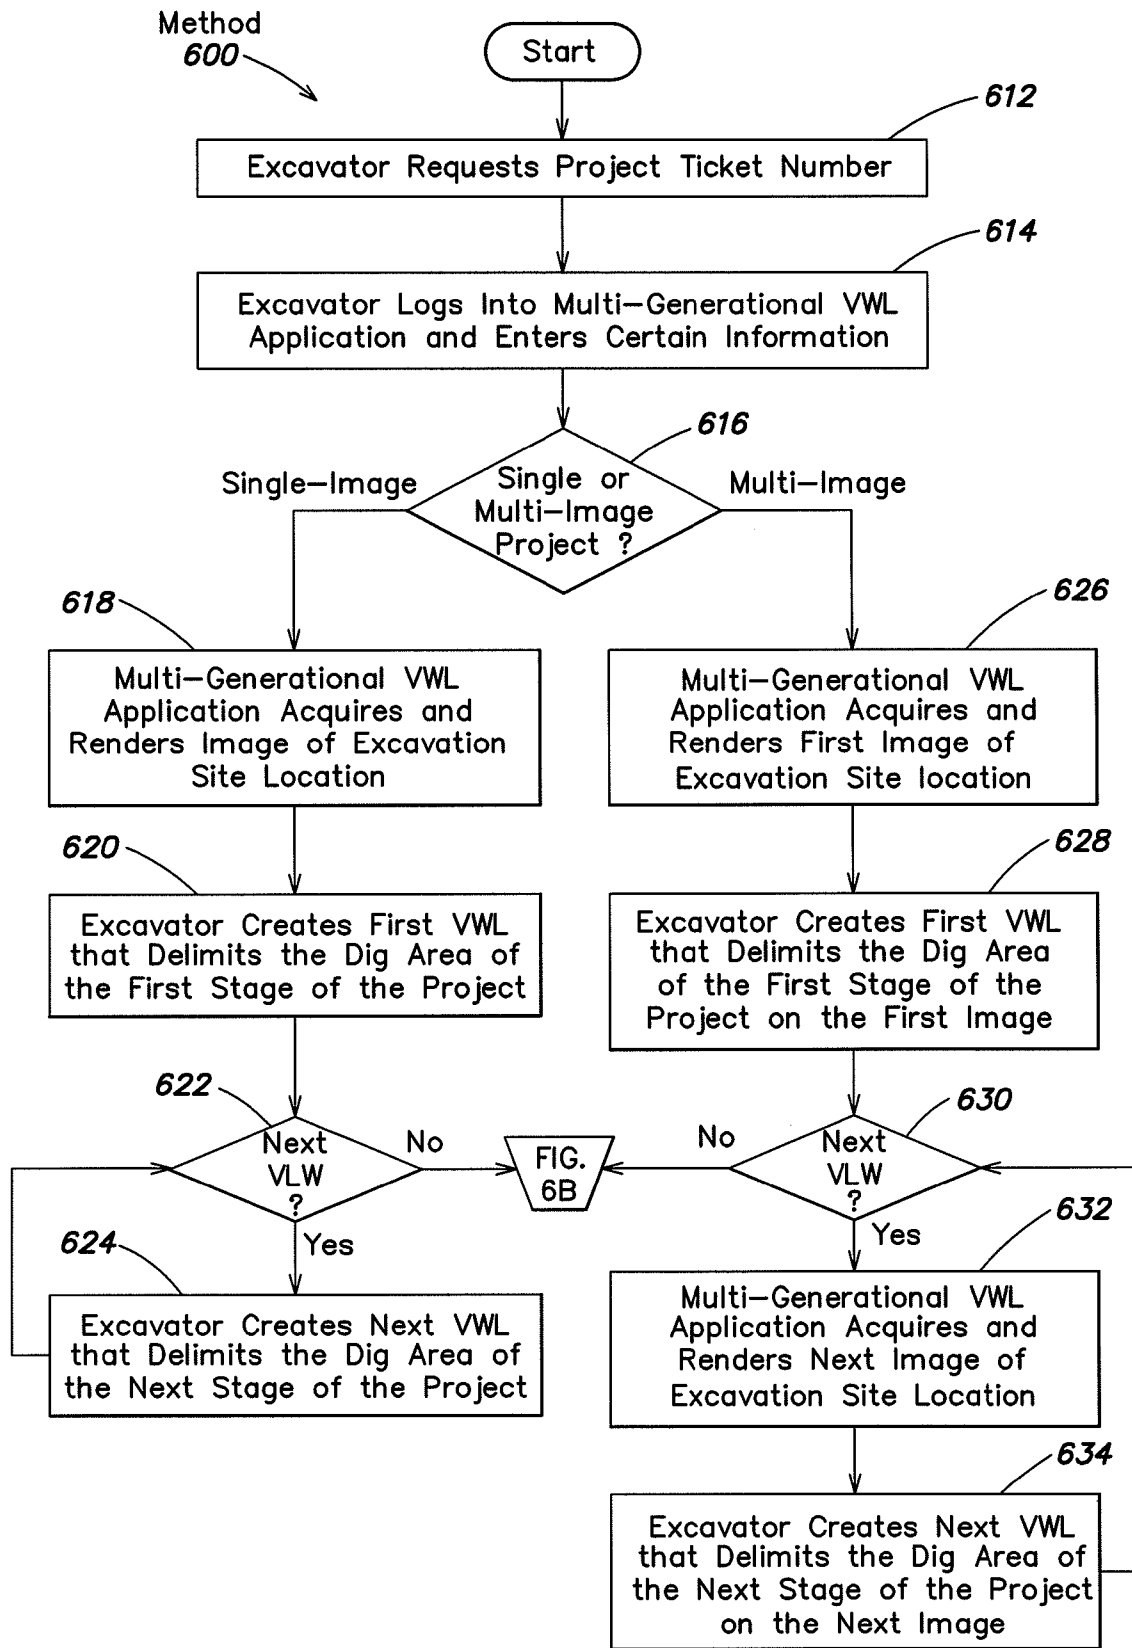 Method
600
Start
612
Excavator Requests Project Ticket Number
614
Excavator Logs Into Multi-Generational VWL
Application and Enters Certain Information
616
Single or
Multi-Image
Project ?
Single-Image
Multi-Image
618
Multi-Generational VWL
Application Acquires and
Renders Image of Excavation
Site Location
626
Multi-Generational VWL
Application Acquires and
Renders First Image of
Excavation Site location
620
Excavator Creates First VWL
that Delimits the Dig Area of
the First Stage of the Project
628
Excavator Creates First VWL
that Delimits the Dig Area
of the First Stage of the
Project on the First Image
622
Next
VLW
?
No
Yes
FIG.
6B
630
Next
VLW
?
No
Yes
624
Excavator Creates Next VWL
that Delimits the Dig Area of
the Next Stage of the Project
632
Multi-Generational VWL
Application Acquires and
Renders Next Image of
Excavation Site Location
634
Excavator Creates Next VWL
that Delimits the Dig Area of
the Next Stage of the Project
on the Next Image